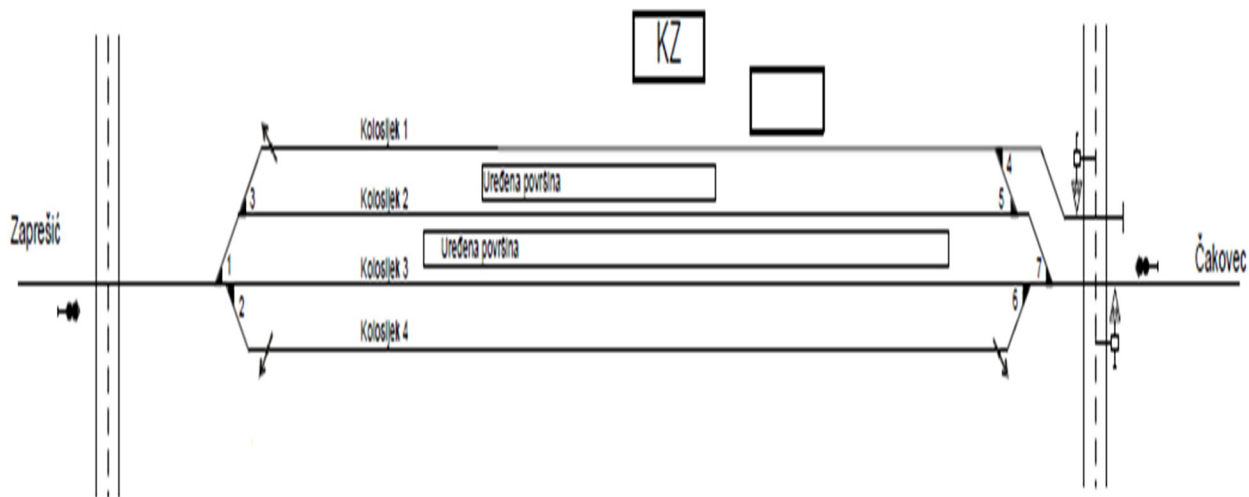 KZ
Kolosijek 1
4
Uređena površina
3
Kolosijek 2
5
Zaprešić
Uređena površina
Čakovec
1
Kolosijek 3
7
2
6
Kolosijek 4